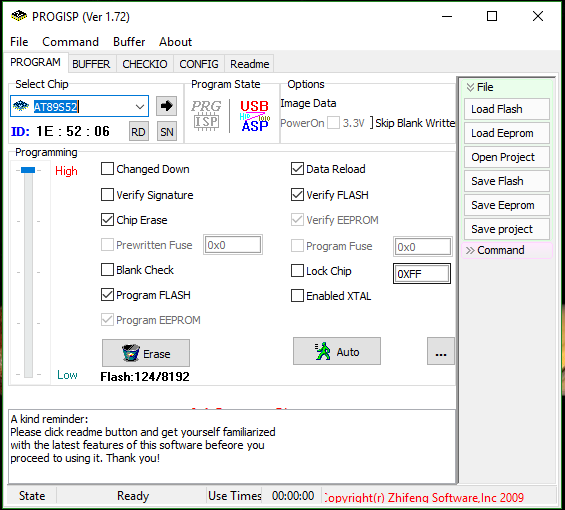 PROGISP (Ver 1.72)
File Command Buffer About
PROGRAM BUFFER CHECKIO CONFIG Readme
Select Chip
AT89S52
ID: 1E : 52 : 06 RD SN
Program State
PRG
ISP
USB
ASP
Options
Image Data
PowerOn 3.3V ] Skip Blank Writte
Programming
High
Low
Changed Down
Verify Signature
Chip Erase
Prewritten Fuse 0x0
Blank Check
Program FLASH
Program EEPROM
Data Reload
Verify FLASH
Verify EEPROM
Program Fuse 0x0
Lock Chip 0XFF
Enabled XTAL
Erase
Auto
...
Flash:124/8192
File
Load Flash
Load Eeprom
Open Project
Save Flash
Save Eeprom
Save project
Command
A kind reminder:
Please click readme button and get yourself familiarized
with the latest features of this software befeore you
proceed to using it. Thank you!
State Ready Use Times 00:00:00 Copyright(r) Zhifeng Software,Inc 2009